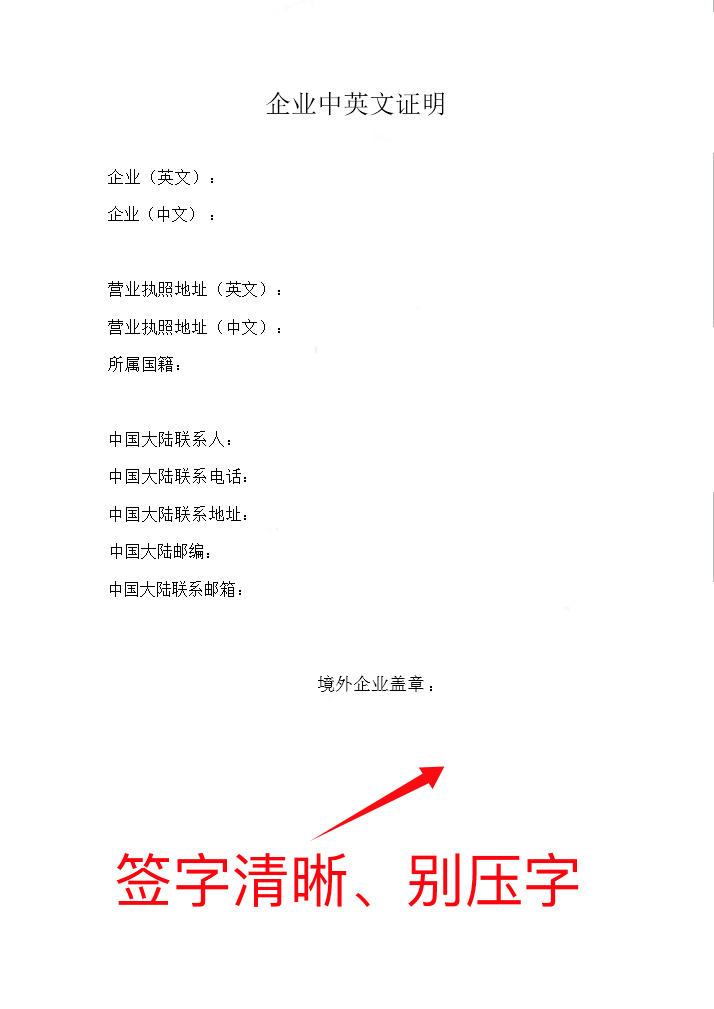 企业中英文证明
企业（英文）：
企业（中文）：
营业执照地址（英文）：
营业执照地址（中文）：
所属国籍：
中国大陆联系人：
中国大陆联系电话：
中国大陆联系地址：
中国大陆邮编：
中国大陆联系邮箱：
境外企业盖章：
签字清晰、别压字